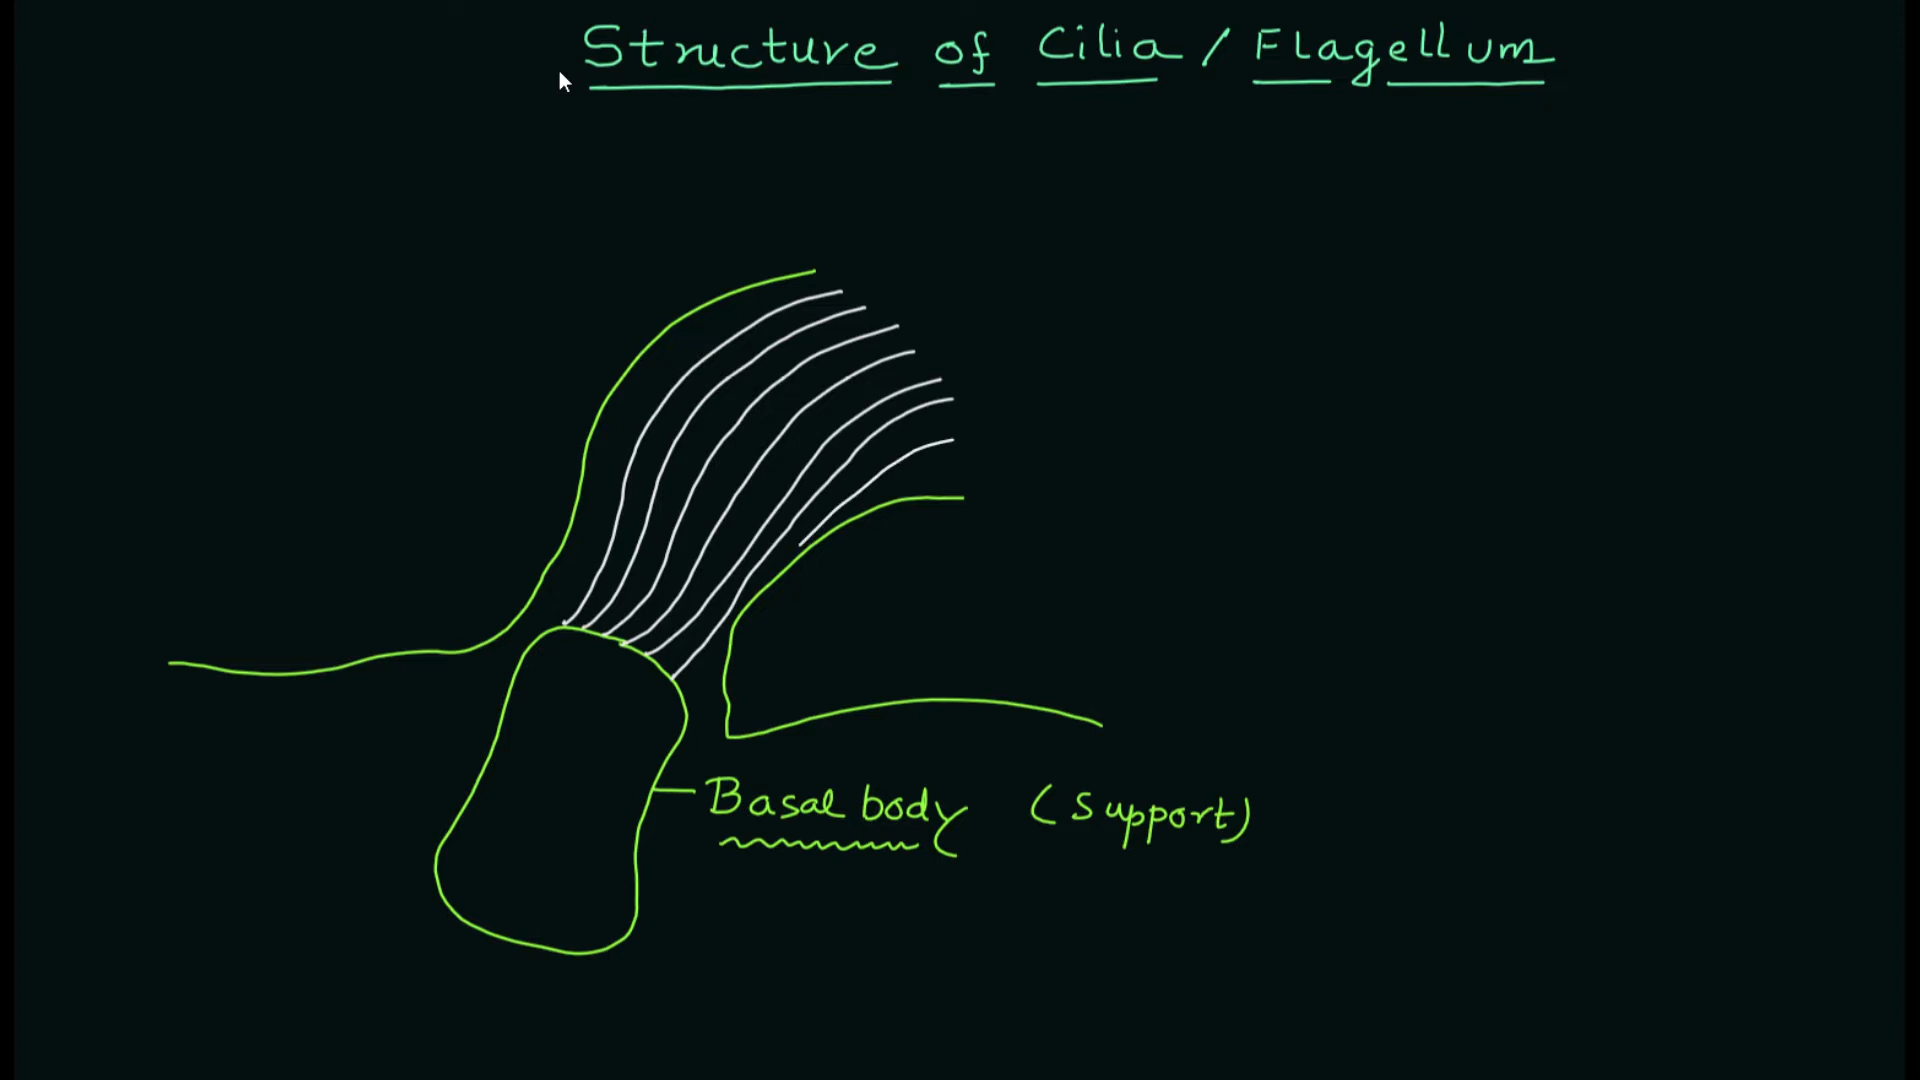 Structure of Cilia / Flagellum
Basal body (Support)